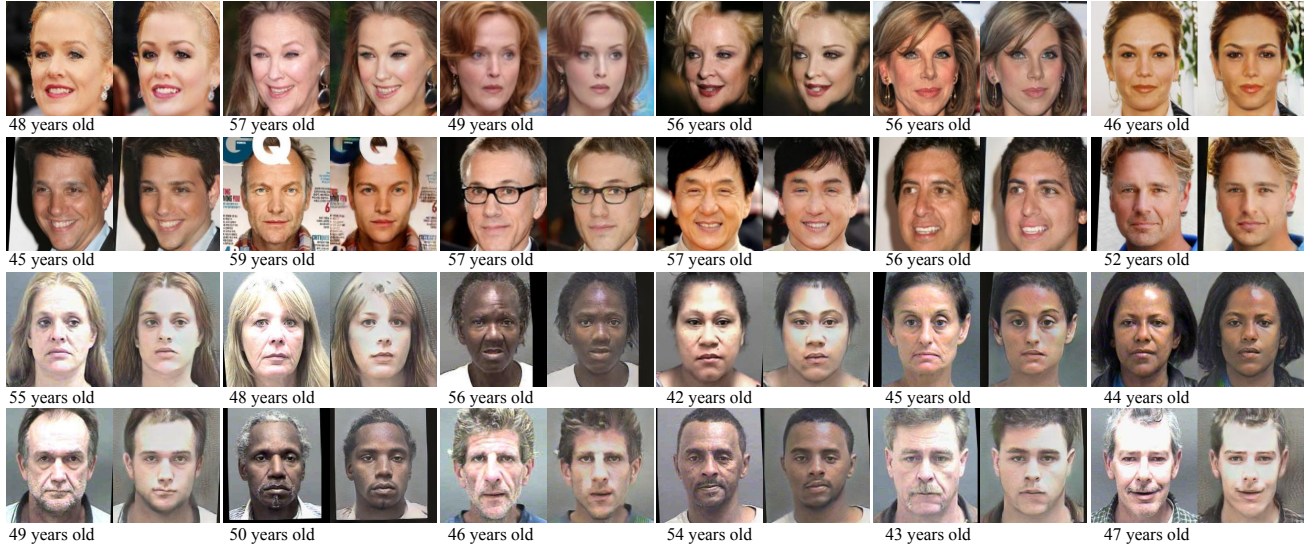 48 years old
57 years old
49 years old
56 years old
56 years old
46 years old
GQ
GQ
45 years old
59 years old
57 years old
57 years old
56 years old
52 years old
55 years old
48 years old
56 years old
42 years old
45 years old
44 years old
49 years old
50 years old
46 years old
54 years old
43 years old
47 years old